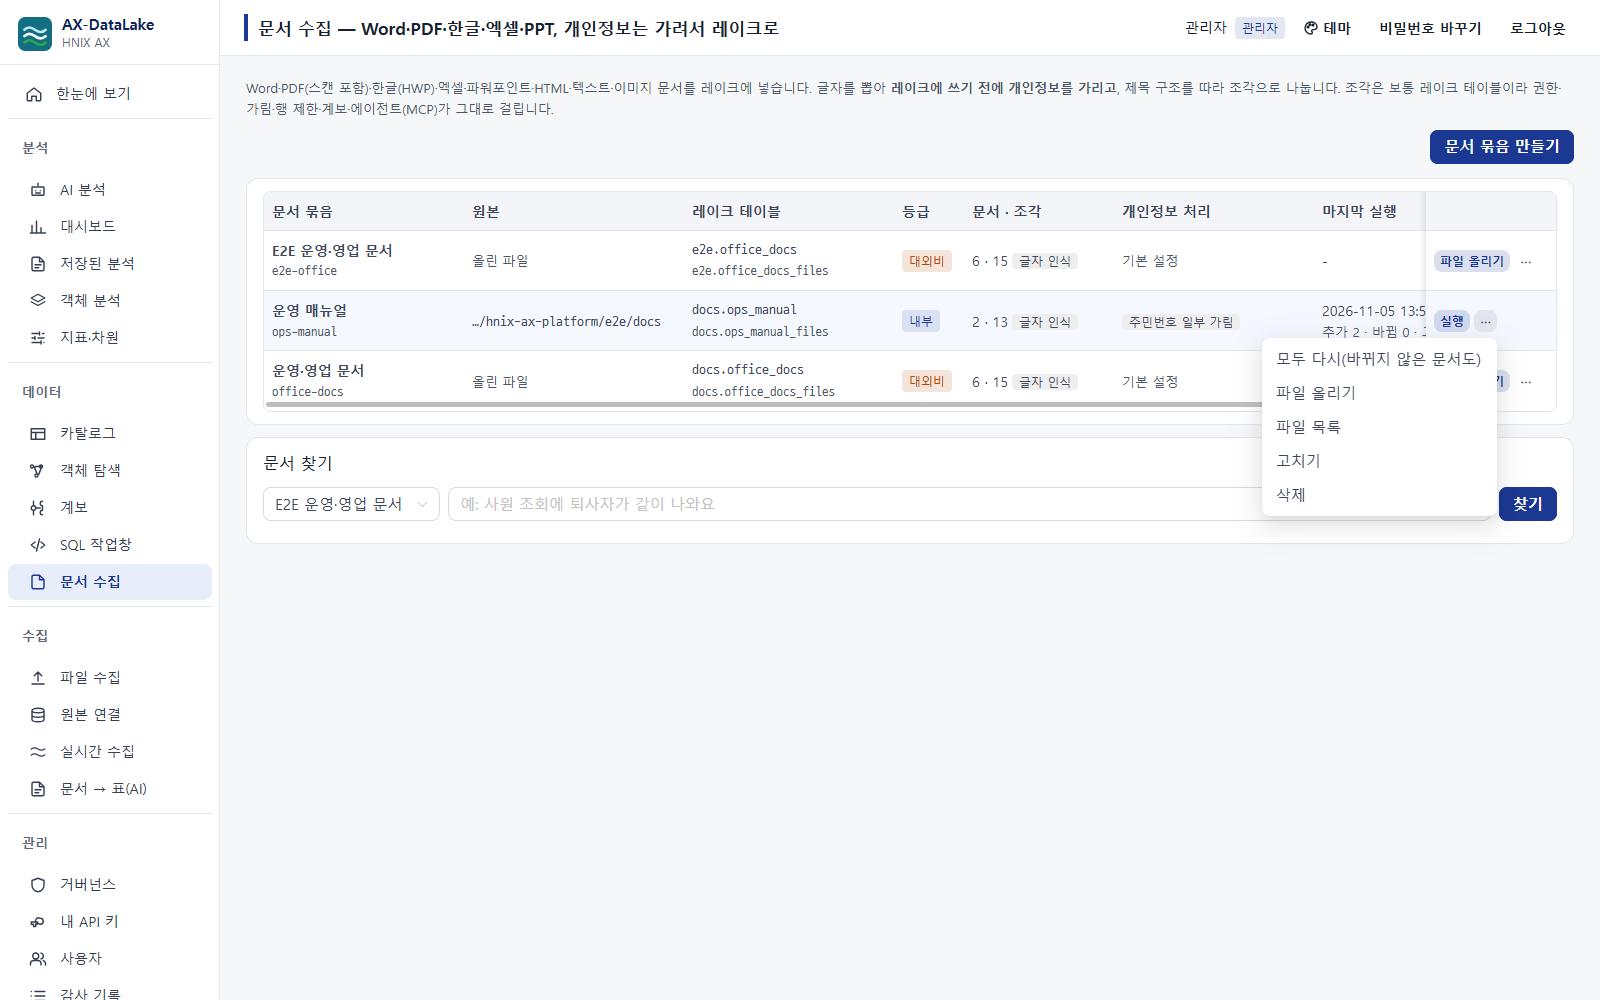 AX-DataLake
HNIX AX
한눈에 보기
분석
AI 분석
대시보드
저장된 분석
객체 분석
지표·차원
데이터
카탈로그
객체 탐색
계보
SQL 작업창
문서 수집
수집
파일 수집
원본 연결
실시간 수집
문서 → 표(AI)
관리
거버넌스
내 API 키
사용자
감사 기록
문서 수집 — Word·PDF·한글·엑셀·PPT, 개인정보는 가려서 레이크로
관리자 관리자 테마 비밀번호 바꾸기 로그아웃
Word·PDF(스캔 포함)·한글(HWP)·엑셀·파워포인트·HTML·텍스트·이미지 문서를 레이크에 넣습니다. 글자를 뽑아 레이크에 쓰기 전에 개인정보를 가리고, 제목 구조를 따라 조각으로 나눕니다. 조각은 보통 레이크 테이블이라 권한·
가림·행 제한·계보·에이전트(MCP)가 그대로 걸립니다.
문서 묶음 만들기
문서 묶음 원본 레이크 테이블 등급 문서 · 조각 개인정보 처리 마지막 실행
E2E 운영·영업 문서
e2e-office
올린 파일
e2e.office_docs
e2e.office_docs_files
대외비
6 · 15 글자 인식
기본 설정
-
파일 올리기 ···
운영 매뉴얼
ops-manual
…/hnix-ax-platform/e2e/docs
docs.ops_manual
docs.ops_manual_files
내부
2 · 13 글자 인식
주민번호 일부 가림
2026-11-05 13:5
추가 2 · 바뀜 0 ·
실행 ···
운영·영업 문서
office-docs
올린 파일
docs.office_docs
docs.office_docs_files
대외비
6 · 15 글자 인식
기본 설정
기 ···
모두 다시(바뀌지 않은 문서도)
파일 올리기
파일 목록
고치기
삭제
문서 찾기
E2E 운영·영업 문서
예: 사원 조회에 퇴사자가 같이 나와요
찾기